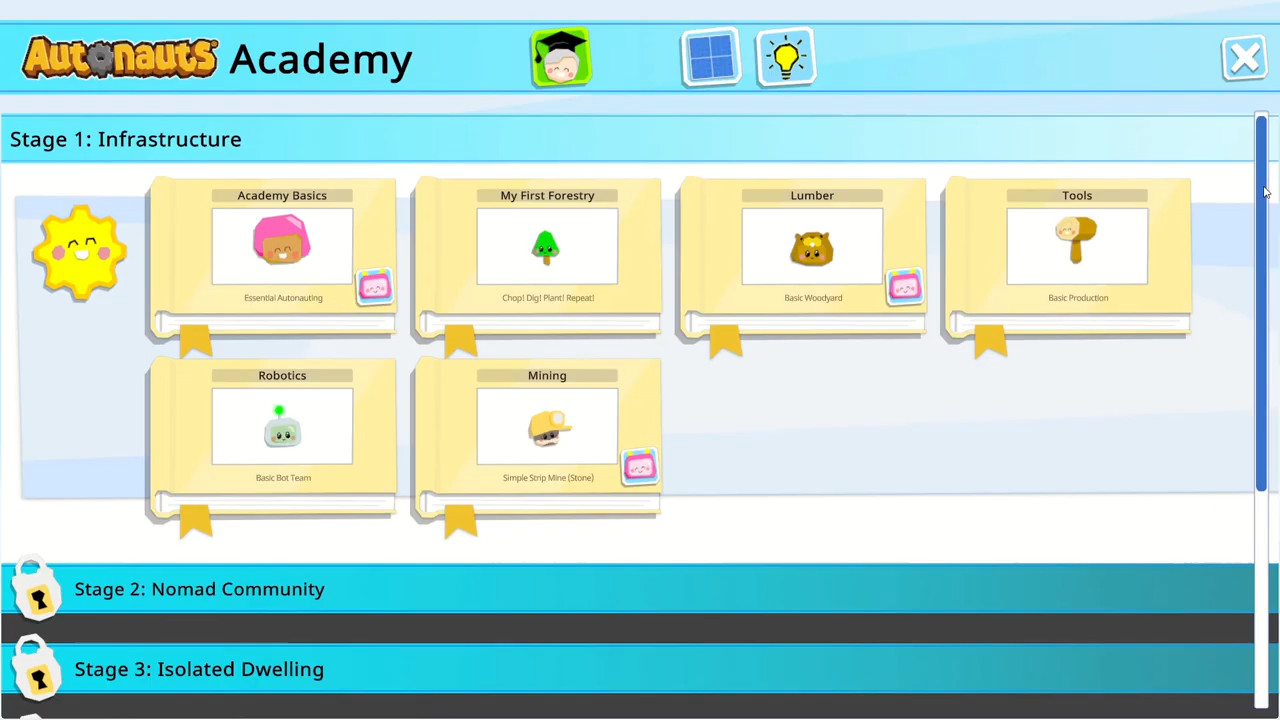 Autonauts Academy
Stage 1: Infrastructure
Academy Basics
Essential Autonauting
My First Forestry
Chop! Dig! Plant! Repeat!
Lumber
Basic Woodyard
Tools
Basic Production
Robotics
Basic Bot Team
Mining
Simple Strip Mine (Stone)
Stage 2: Nomad Community
Stage 3: Isolated Dwelling